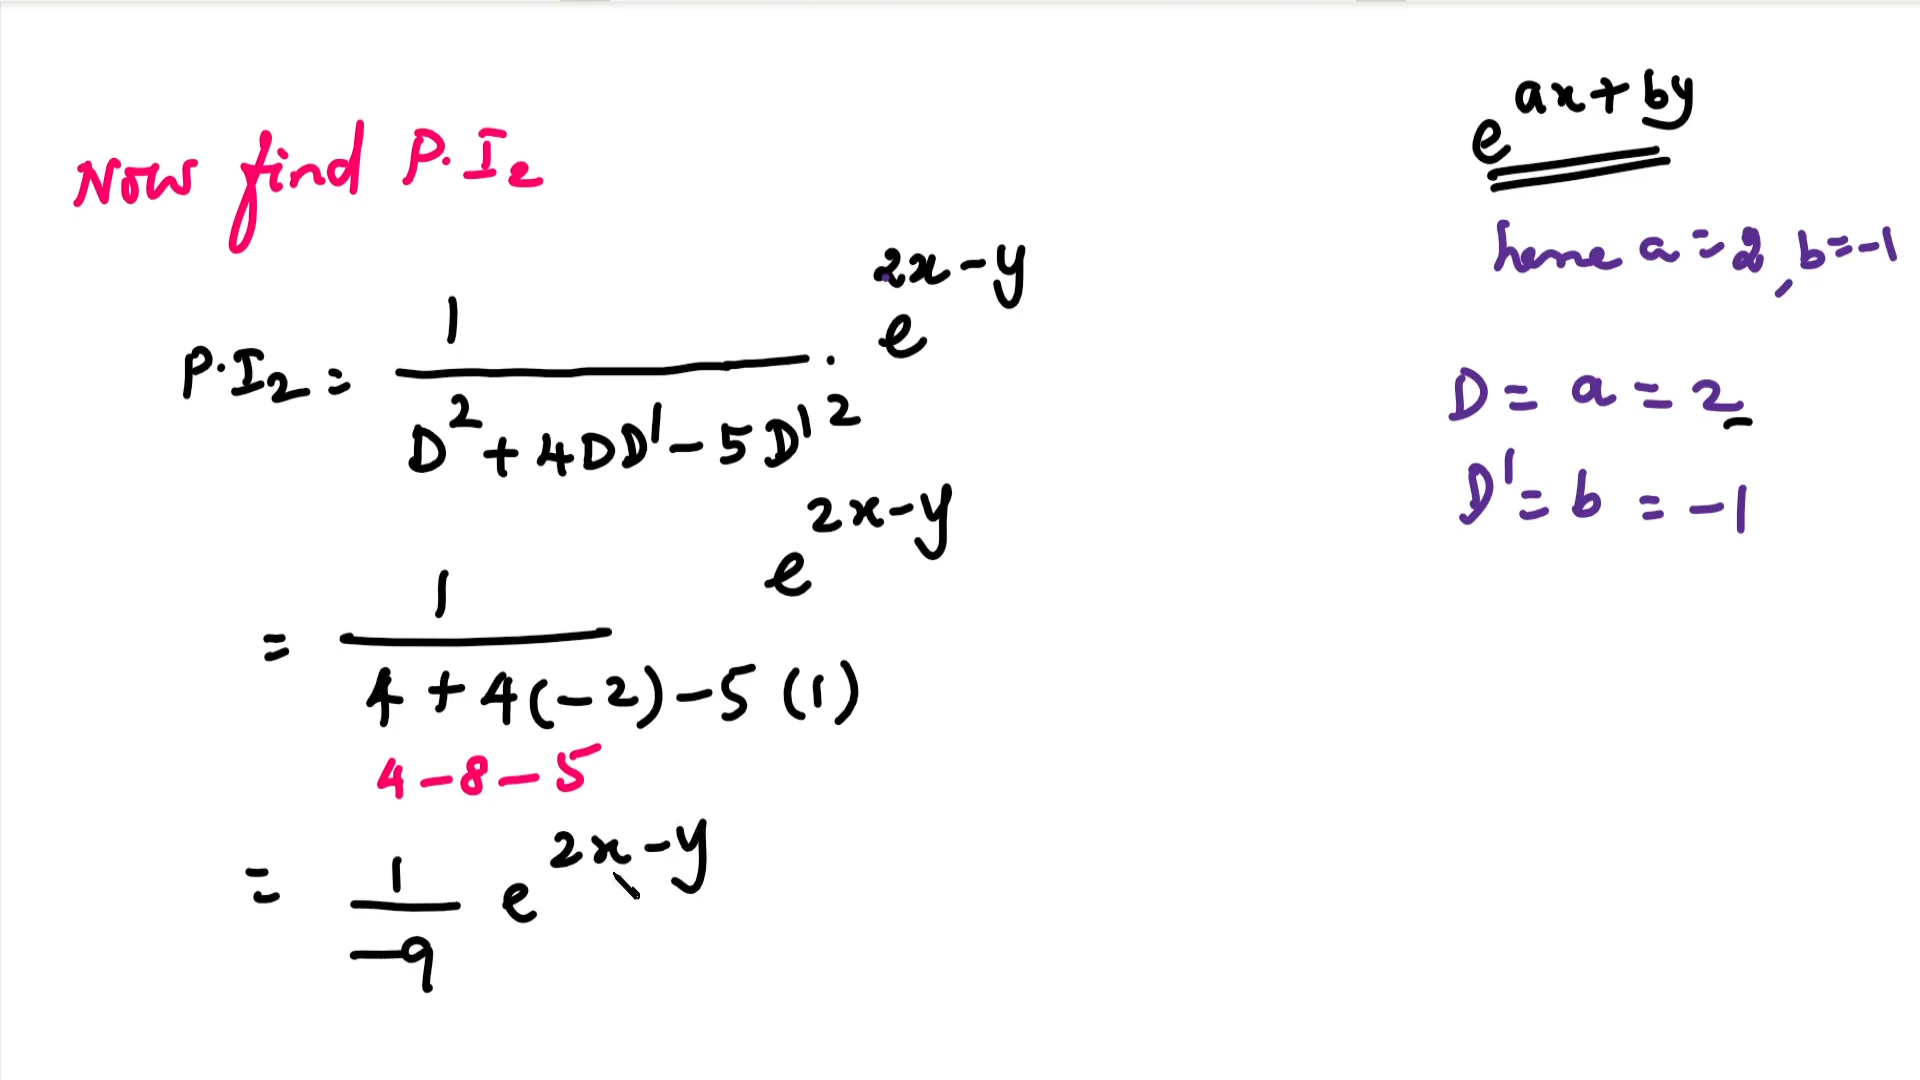 Now find P.I₂
P.I₂ = 1 / (D² + 4DD' - 5D'²) . e^(2x-y)
= 1 / (4 + 4(-2) - 5(1)) e^(2x-y)
4 - 8 - 5
= 1 / -9 e^(2x-y)
e^(ax+by)
here a = 2, b = -1
D = a = 2
D' = b = -1